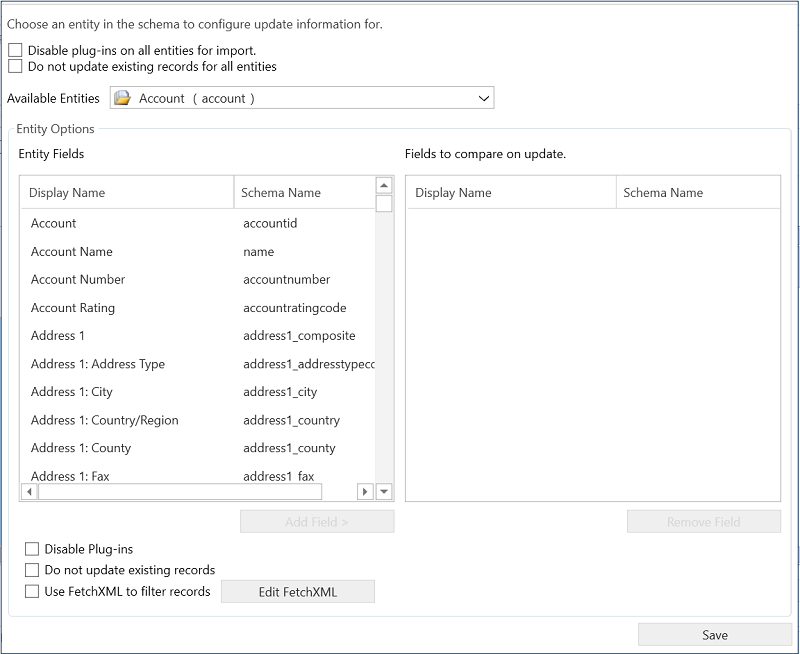 Choose an entity in the schema to configure update information for.
Disable plug-ins on all entities for import.
Do not update existing records for all entities
Available Entities Account ( account )
Entity Options
Entity Fields Fields to compare on update.
Display Name Schema Name Display Name Schema Name
Account accountid
Account Name name
Account Number accountnumber
Account Rating accountratingcode
Address 1 address1_composite
Address 1: Address Type address1_addresstypecc
Address 1: City address1_city
Address 1: Country/Region address1_country
Address 1: County address1_county
Address 1: Fax address1_fax
Add Field > Remove Field
Disable Plug-ins
Do not update existing records
Use FetchXML to filter records Edit FetchXML
Save